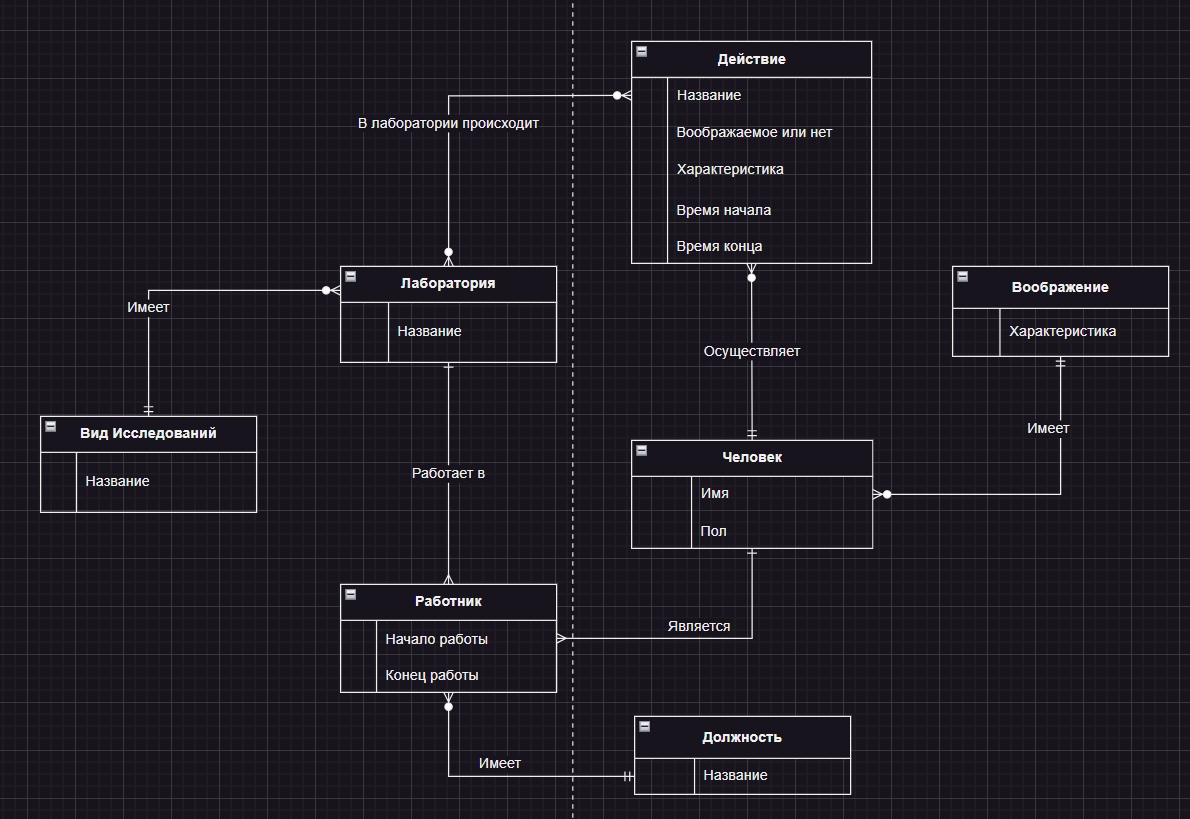 Действие
Название
Воображаемое или нет
Характеристика
Время начала
Время конца
В лаборатории происходит
Лаборатория
Название
Имеет
Вид Исследований
Название
Осуществляет
Воображение
Характеристика
Имеет
Человек
Имя
Пол
Работает в
Работник
Начало работы
Конец работы
Является
Имеет
Должность
Название